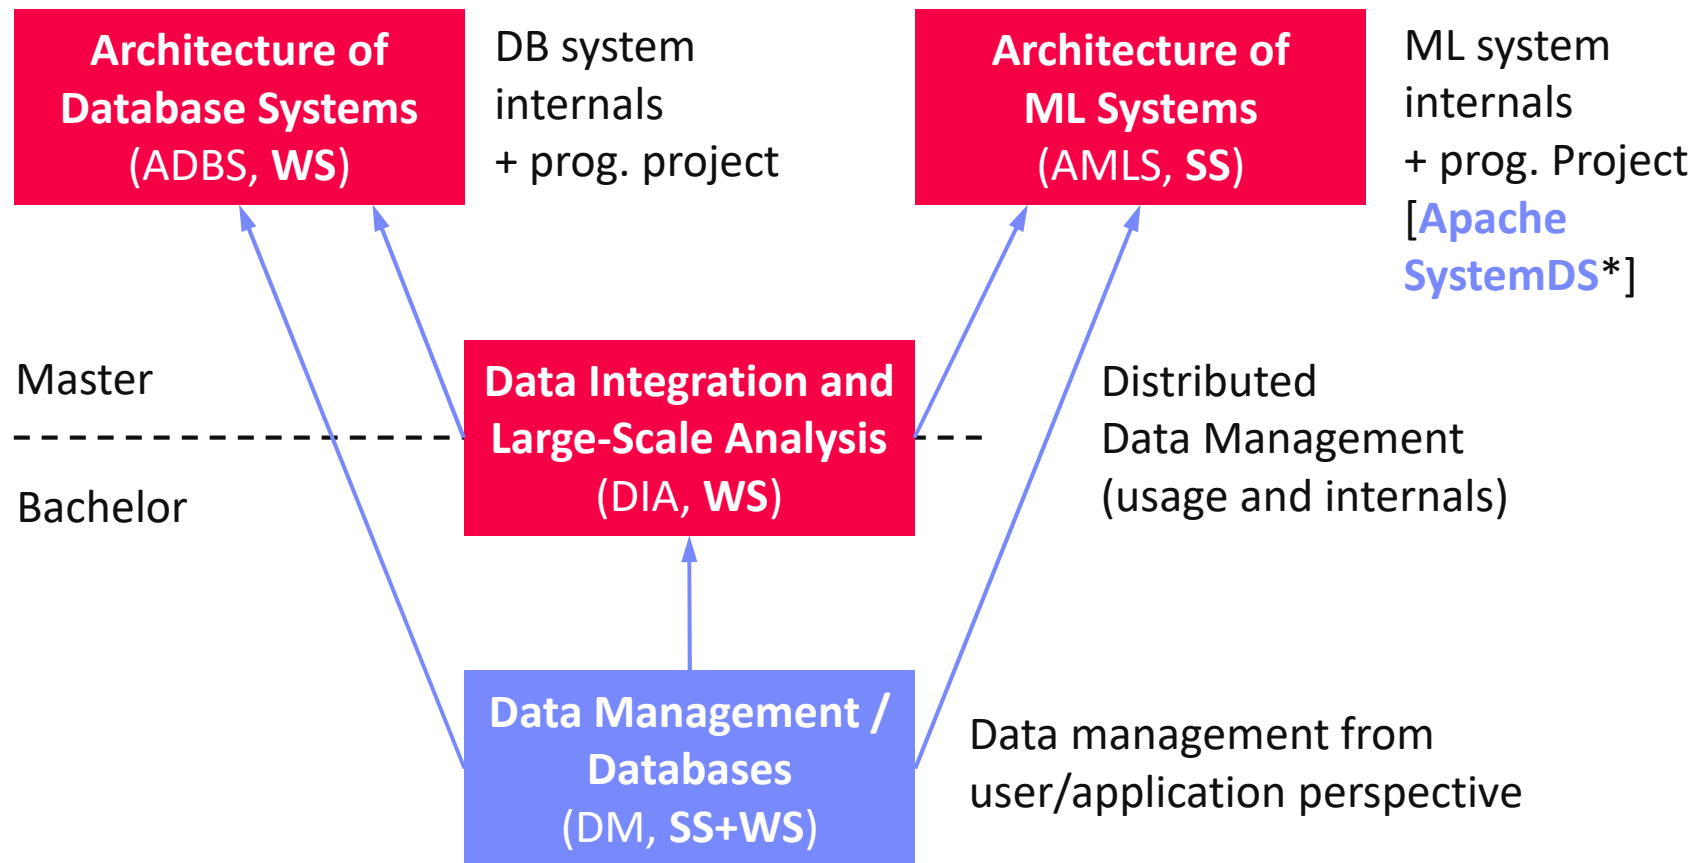 Architecture of
Database Systems
(ADBS, WS)
DB system
internals
+ prog. project
Architecture of
ML Systems
(AMLS, SS)
ML system
internals
+ prog. Project
[Apache
SystemDS*]
Master
Bachelor
Data Integration and
Large-Scale Analysis
(DIA, WS)
Distributed
Data Management
(usage and internals)
Data Management /
Databases
(DM, SS+WS)
Data management from
user/application perspective